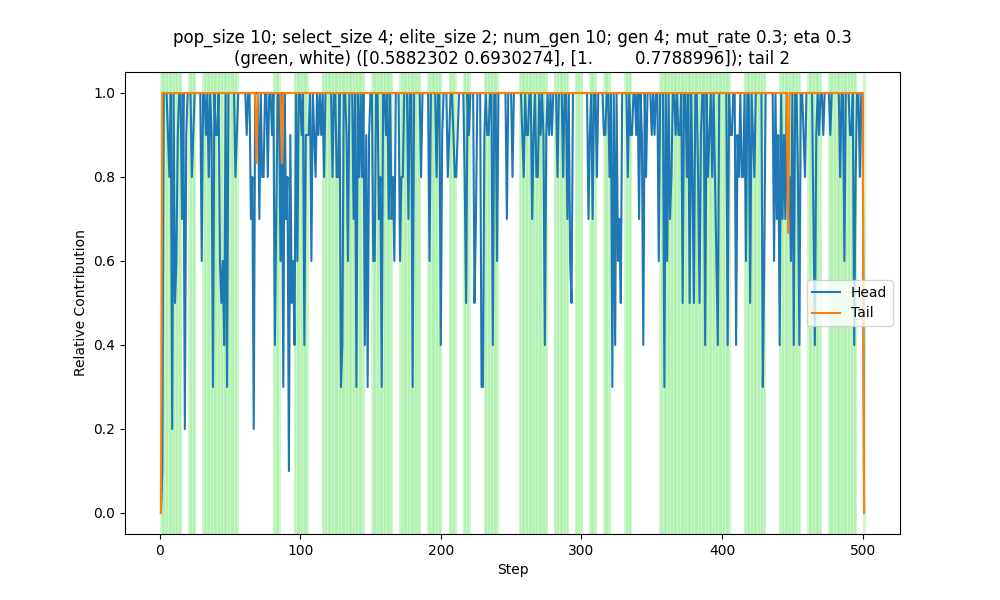 pop_size 10; select_size 4; elite_size 2; num_gen 10; gen 4; mut_rate 0.3; eta 0.3
(green, white) ([0.5882302 0.6930274], [1.        0.7788996]); tail 2
1.0
0.8
0.6
0.4
0.2
0.0
Relative Contribution
Head
Tail
0
100
200
300
400
500
Step